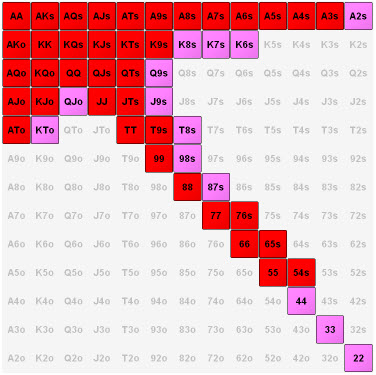 AA AKs AQs AJs ATs A9s A8s A7s A6s A5s A4s A3s A2s
AKo KK KQs KJs KTs K9s K8s K7s K6s K5s K4s K3s K2s
AQo KQo QQ QJs QTs Q9s Q8s Q7s Q6s Q5s Q4s Q3s Q2s
AJo KJo QJo JJ JTs J9s J8s J7s J6s J5s J4s J3s J2s
ATo KTo QTo JTo TT T9s T8s T7s T6s T5s T4s T3s T2s
A9o K9o Q9o J9o T9o 99 98s 97s 96s 95s 94s 93s 92s
A8o K8o Q8o J8o T8o 98o 88 87s 86s 85s 84s 83s 82s
A7o K7o Q7o J7o T7o 97o 87o 77 76s 75s 74s 73s 72s
A6o K6o Q6o J6o T6o 96o 86o 76o 66 65s 64s 63s 62s
A5o K5o Q5o J5o T5o 95o 85o 75o 65o 55 54s 53s 52s
A4o K4o Q4o J4o T4o 94o 84o 74o 64o 54o 44 43s 42s
A3o K3o Q3o J3o T3o 93o 83o 73o 63o 53o 43o 33 32s
A2o K2o Q2o J2o T2o 92o 82o 72o 62o 52o 42o 32o 22